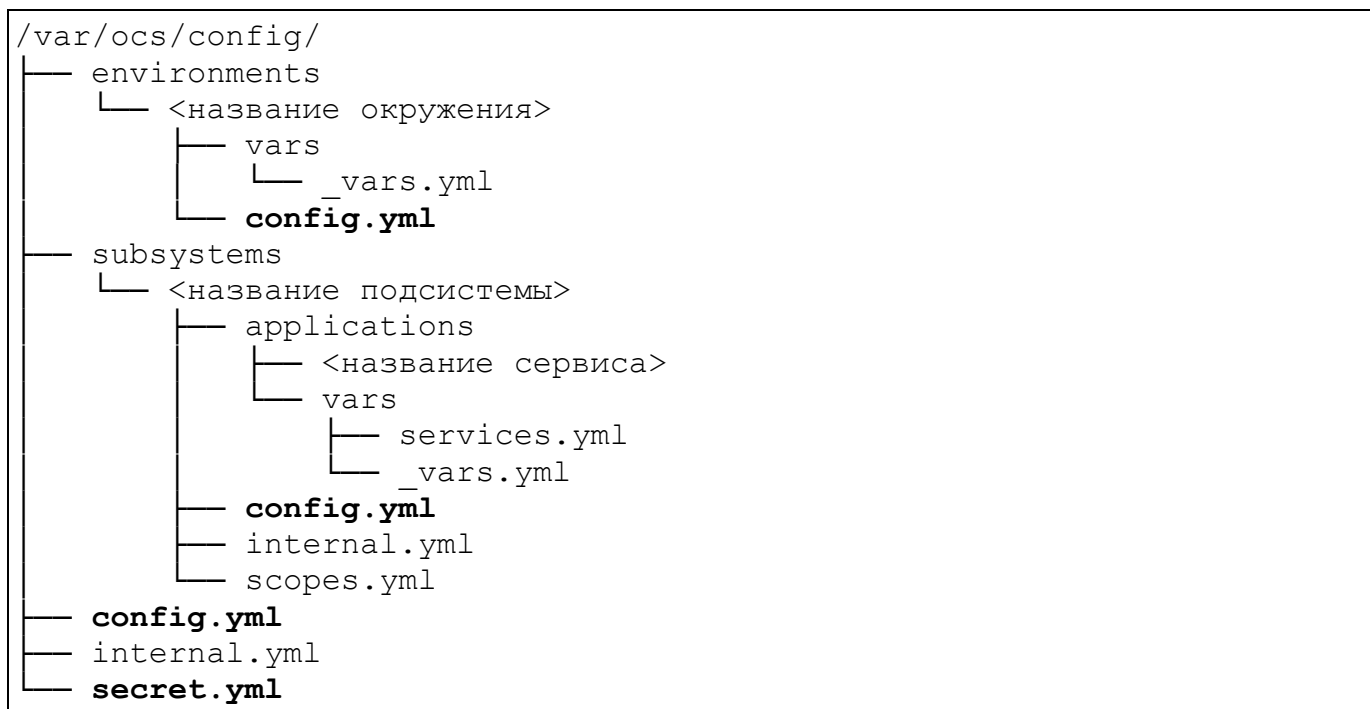 /var/ocs/config/
├── environments
│   └── <название окружения>
│       ├── vars
│       │   └── _vars.yml
│       └── config.yml
├── subsystems
│   └── <название подсистемы>
│       ├── applications
│       │   ├── <название сервиса>
│       │   └── vars
│       │       ├── services.yml
│       │       └── _vars.yml
│       ├── config.yml
│       ├── internal.yml
│       └── scopes.yml
├── config.yml
├── internal.yml
└── secret.yml